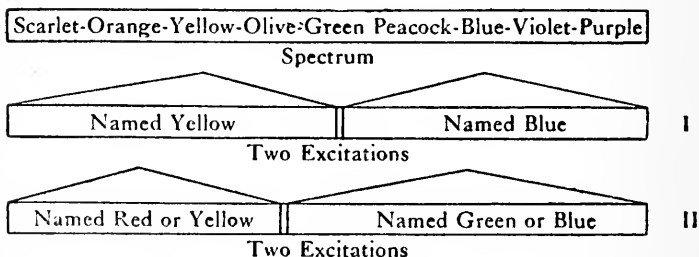 Scarlet-Orange-Yellow-Olive-Green Peacock-Blue-Violet-Purple
Spectrum
Named Yellow Named Blue I
Two Excitations
Named Red or Yellow Named Green or Blue II
Two Excitations